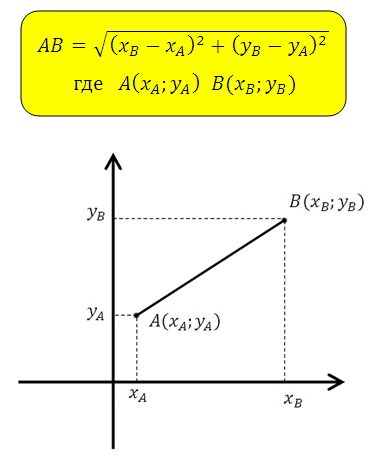 AB = √(x_B − x_A)² + (y_B − y_A)²
где A(x_A; y_A) B(x_B; y_B)
B(x_B; y_B)
y_B
y_A
A(x_A; y_A)
x_A
x_B